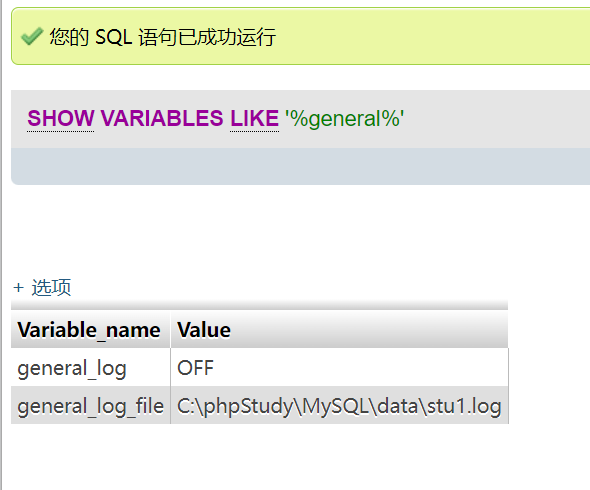 您的 SQL 语句已成功运行
SHOW VARIABLES LIKE '%general%'
+ 选项
Variable_name Value
general_log OFF
general_log_file C:\phpStudy\MySQL\data\stu1.log